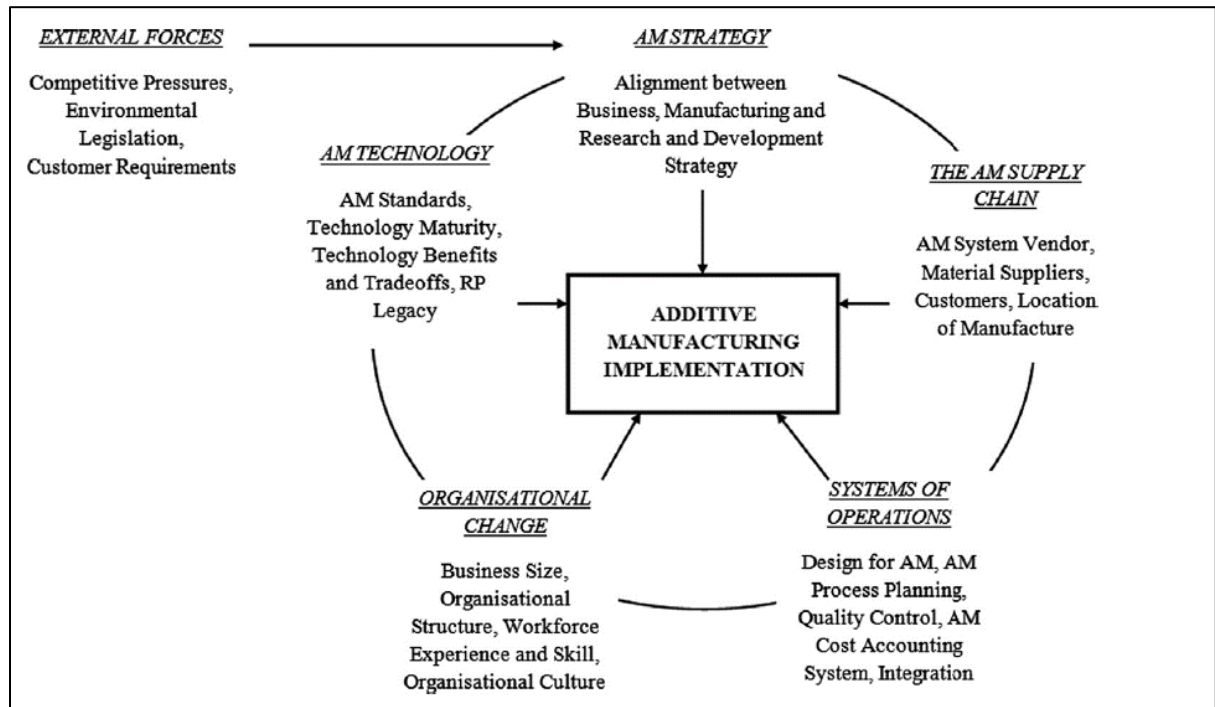 EXTERNAL FORCES
Competitive Pressures,
Environmental
Legislation,
Customer Requirements
AM STRATEGY
Alignment between
Business, Manufacturing and
Research and Development
Strategy
AM TECHNOLOGY
AM Standards,
Technology Maturity,
Technology Benefits
and Tradeoffs, RP
Legacy
THE AM SUPPLY
CHAIN
AM System Vendor,
Material Suppliers,
Customers, Location
of Manufacture
ADDITIVE
MANUFACTURING
IMPLEMENTATION
ORGANISATIONAL
CHANGE
Business Size,
Organisational
Structure, Workforce
Experience and Skill,
Organisational Culture
SYSTEMS OF
OPERATIONS
Design for AM, AM
Process Planning,
Quality Control, AM
Cost Accounting
System, Integration